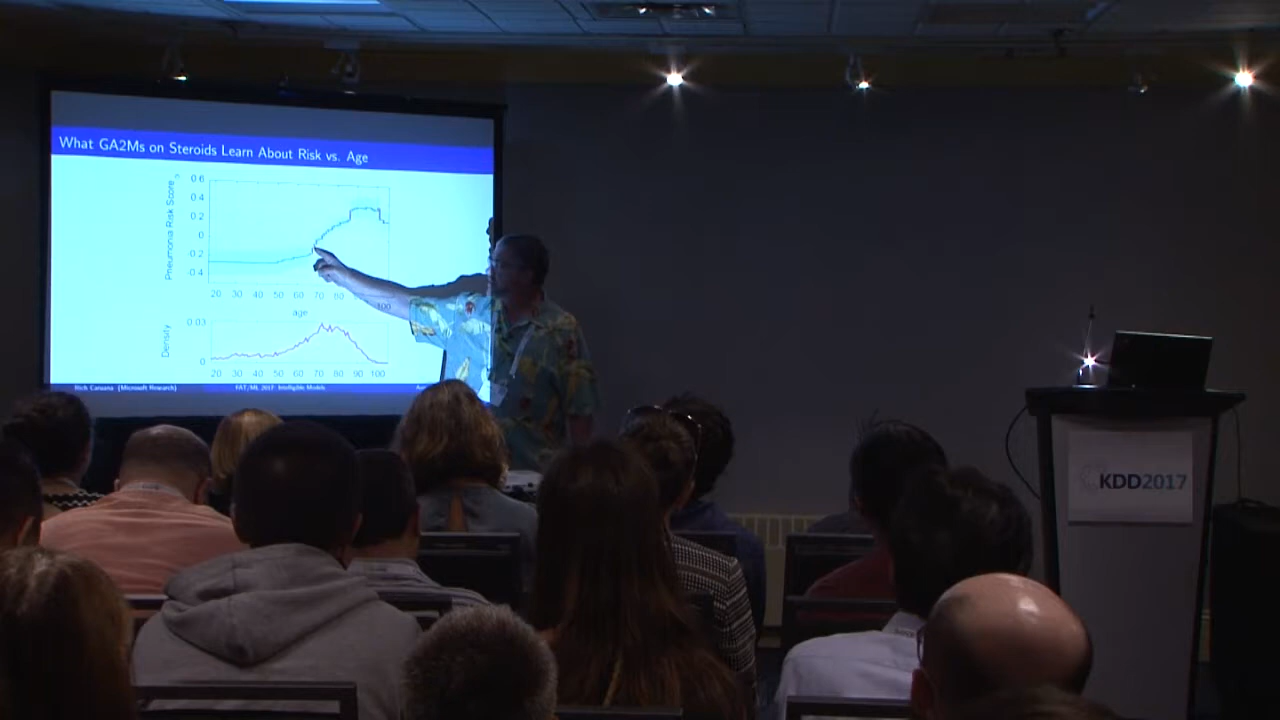 What GA2Ms on Steroids Learn About Risk vs. Age
Pneumonia Risk Score
0.6
0.4
0.2
0
-0.2
-0.4
20 30 40 50 60 70 80 100
age
Density
0.03
0
20 30 40 50 60 70 80 90 100
Rich Caruana (Microsoft Research)
FAT/ML 2017: Intelligible Models
KDD2017